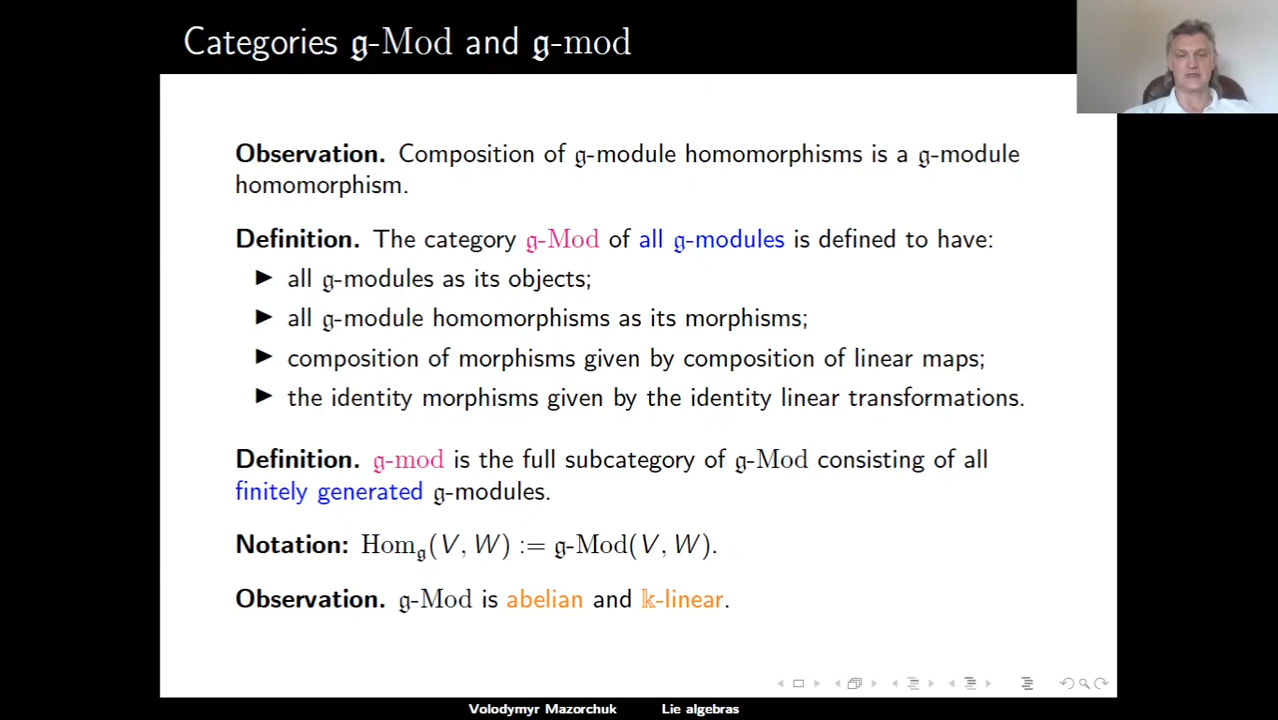 Categories 𝔤-Mod and 𝔤-mod
Observation. Composition of 𝔤-module homomorphisms is a 𝔤-module
homomorphism.
Definition. The category 𝔤-Mod of all 𝔤-modules is defined to have:
▶ all 𝔤-modules as its objects;
▶ all 𝔤-module homomorphisms as its morphisms;
▶ composition of morphisms given by composition of linear maps;
▶ the identity morphisms given by the identity linear transformations.
Definition. 𝔤-mod is the full subcategory of 𝔤-Mod consisting of all
finitely generated 𝔤-modules.
Notation: Hom_𝔤(V, W) := 𝔤-Mod(V, W).
Observation. 𝔤-Mod is abelian and 𝕜-linear.
Volodymyr Mazorchuk Lie algebras